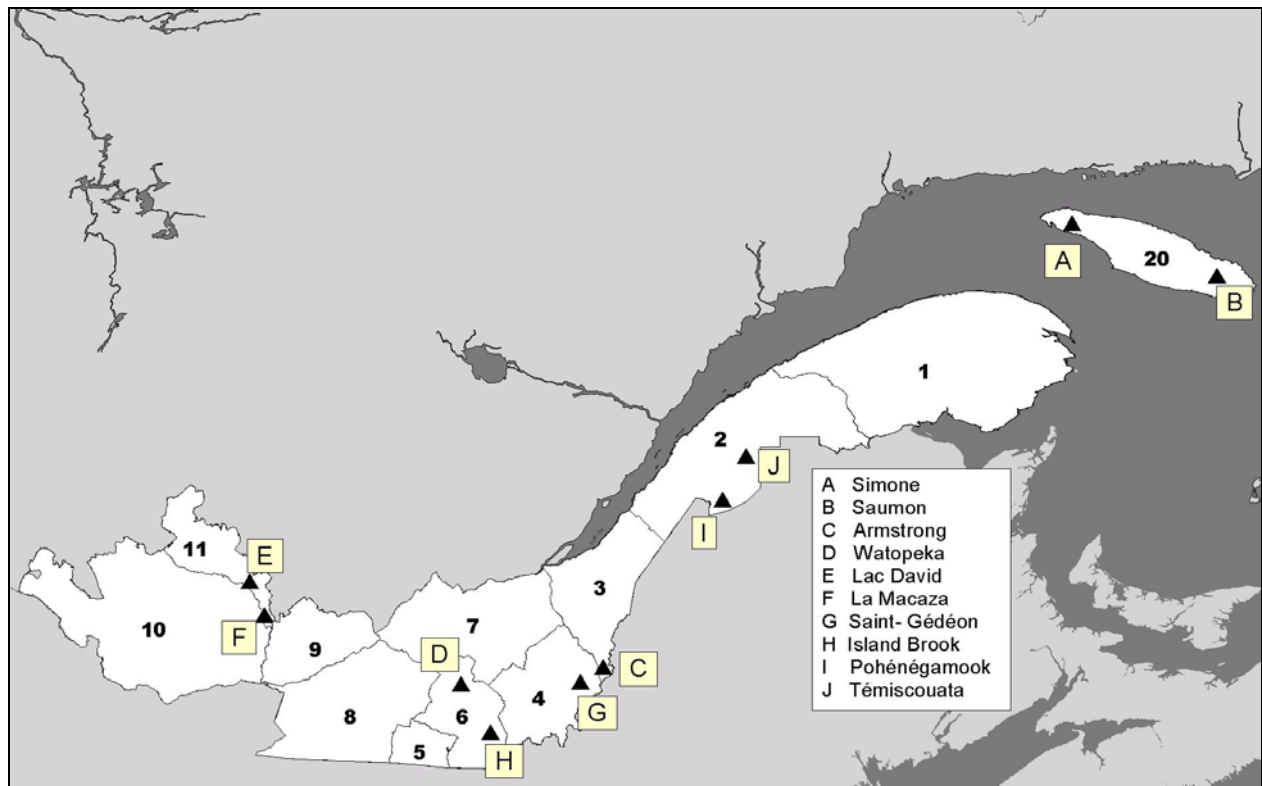 A
20
B
1
2
J
I
11
E
3
10
F
9
7
D
C
4
G
8
6
5
H
A Simone
B Saumon
C Armstrong
D Watopeka
E Lac David
F La Macaza
G Saint- Gédéon
H Island Brook
I Pohénégamook
J Témiscouata